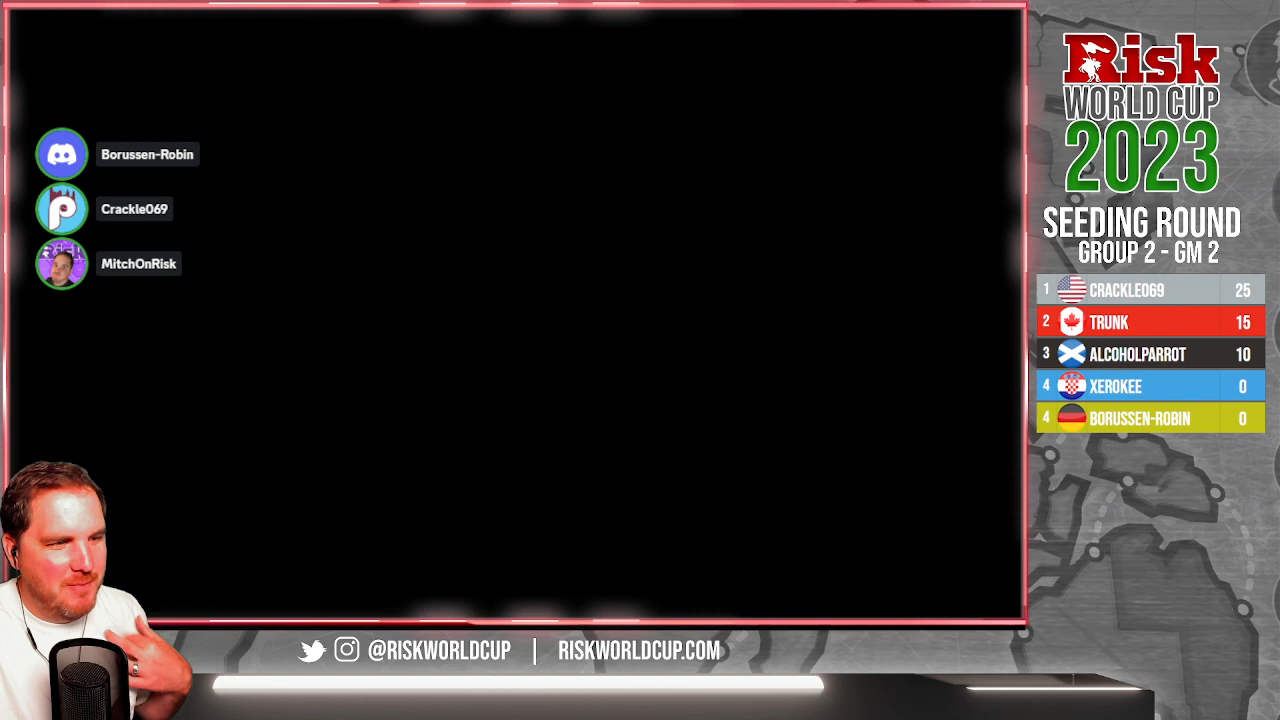 Borussen-Robin
Crackle069
MitchOnRisk
Risk
WORLD CUP
2023
SEEDING ROUND
GROUP 2 - GM 2
1 CRACKLE069 25
2 TRUNK 15
3 ALCOHOLPARROT 10
4 XEROKEE 0
4 BORUSSEN-ROBIN 0
@RISKWORLDCUP | RISKWORLDCUP.COM